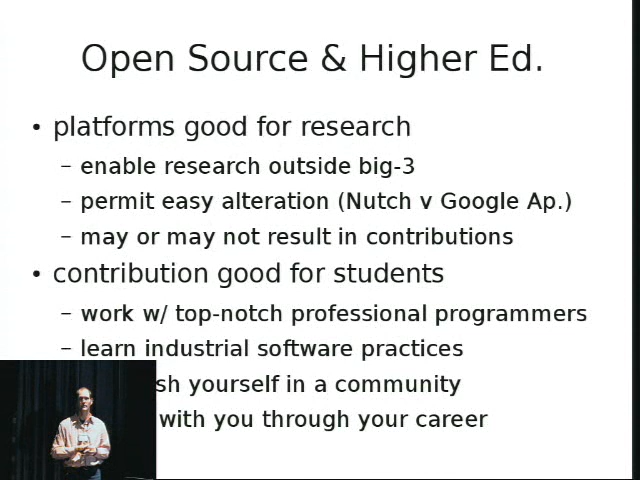 Open Source & Higher Ed.
• platforms good for research
– enable research outside big-3
– permit easy alteration (Nutch v Google Ap.)
– may or may not result in contributions
• contribution good for students
– work w/ top-notch professional programmers
– learn industrial software practices
sh yourself in a community
with you through your career